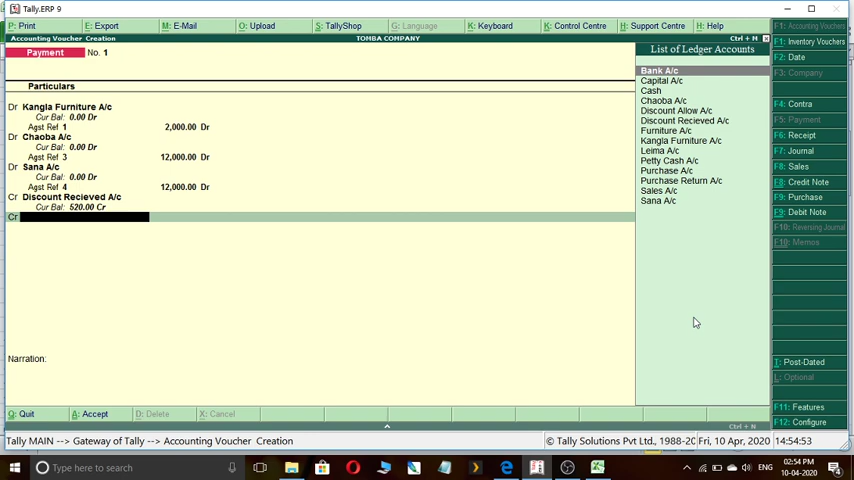 Tally.ERP 9
P: Print
E: Export
M: E-Mail
O: Upload
S: TallyShop
G: Language
K: Keyboard
K: Control Centre
H: Support Centre
H: Help
Accounting Voucher Creation
TOMBA COMPANY
Ctrl + N
Payment No. 1
Particulars
Dr Kangla Furniture A/c
Cur Bal: 0.00 Dr
Agst Ref 1 2,000.00 Dr
Dr Chaoba A/c
Cur Bal: 0.00 Dr
Agst Ref 3 12,000.00 Dr
Dr Sana A/c
Cur Bal: 0.00 Dr
Agst Ref 4 12,000.00 Dr
Cr Discount Recieved A/c
Cur Bal: 520.00 Cr
Cr
Narration:
List of Ledger Accounts
Bank A/c
Capital A/c
Cash
Chaoba A/c
Discount Allow A/c
Discount Recieved A/c
Furniture A/c
Kangla Furniture A/c
Leima A/c
Petty Cash A/c
Purchase A/c
Purchase Return A/c
Sales A/c
Sana A/c
F1: Accounting Vouchers
F1: Inventory Vouchers
F2: Date
F3: Company
F4: Contra
F5: Payment
F6: Receipt
F7: Journal
F8: Sales
F8: Credit Note
F9: Purchase
F9: Debit Note
F10: Reversing Journal
F10: Memos
T: Post-Dated
L: Optional
F11: Features
F12: Configure
Q: Quit
A: Accept
D: Delete
X: Cancel
Ctrl + N
Tally MAIN --> Gateway of Tally --> Accounting Voucher Creation
© Tally Solutions Pvt Ltd., 1988-20
Fri, 10 Apr, 2020
14:54:53
Type here to search
ENG
02:54 PM
10-04-2020
4